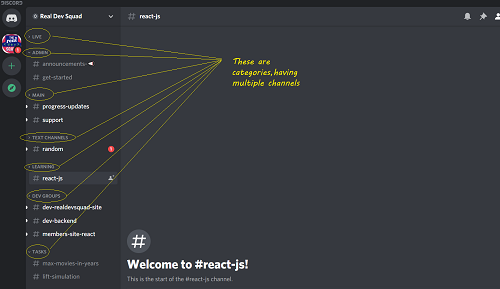 DISCORD
Real Dev Squad
# react-js
LIVE
ADMIN
announcements-
get-started
MAIN
progress-updates
support
TEXT CHANNELS
random
LEARNING
react-js
DEV GROUPS
dev-realdevsquad-site
dev-backend
members-site-react
TASKS
max-movies-in-years
lift-simulation
These are
categories,having
multiple channels
Welcome to #react-js!
This is the start of the #react-js channel.